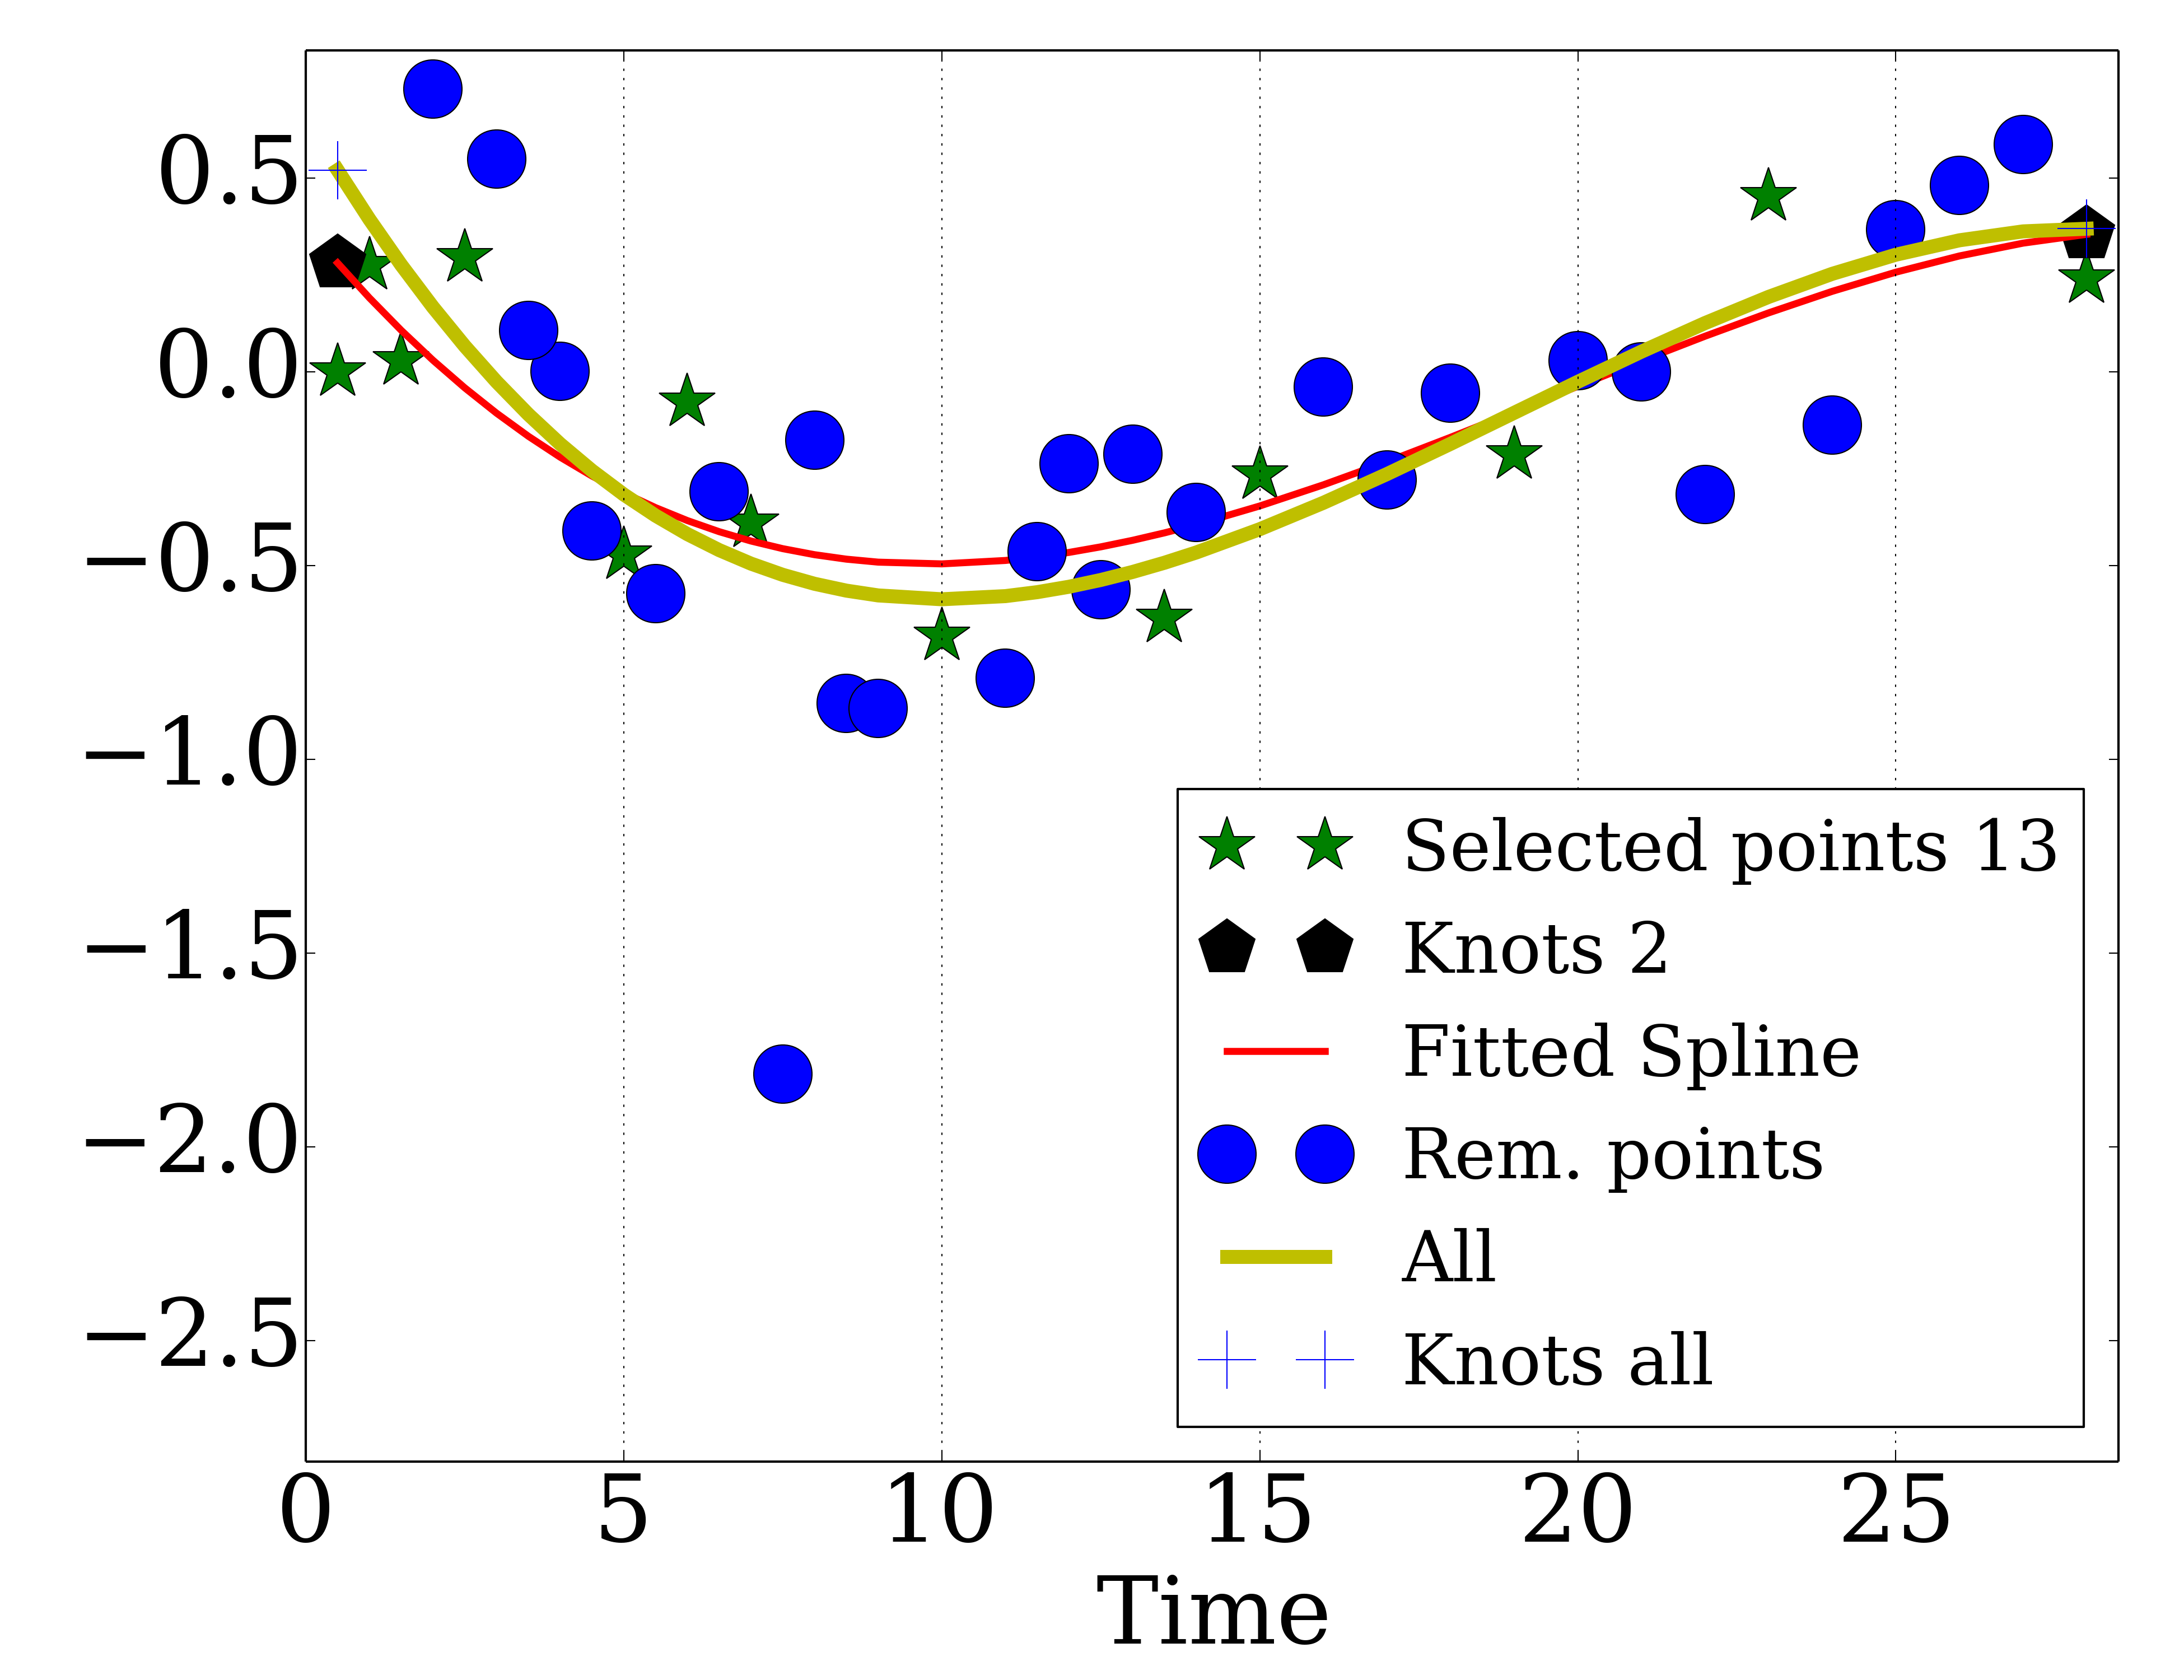 0.5
0.0
−0.5
−1.0
−1.5
−2.0
−2.5
Selected points 13
Knots 2
Fitted Spline
Rem. points
All
Knots all
0 5 10 15 20 25
Time